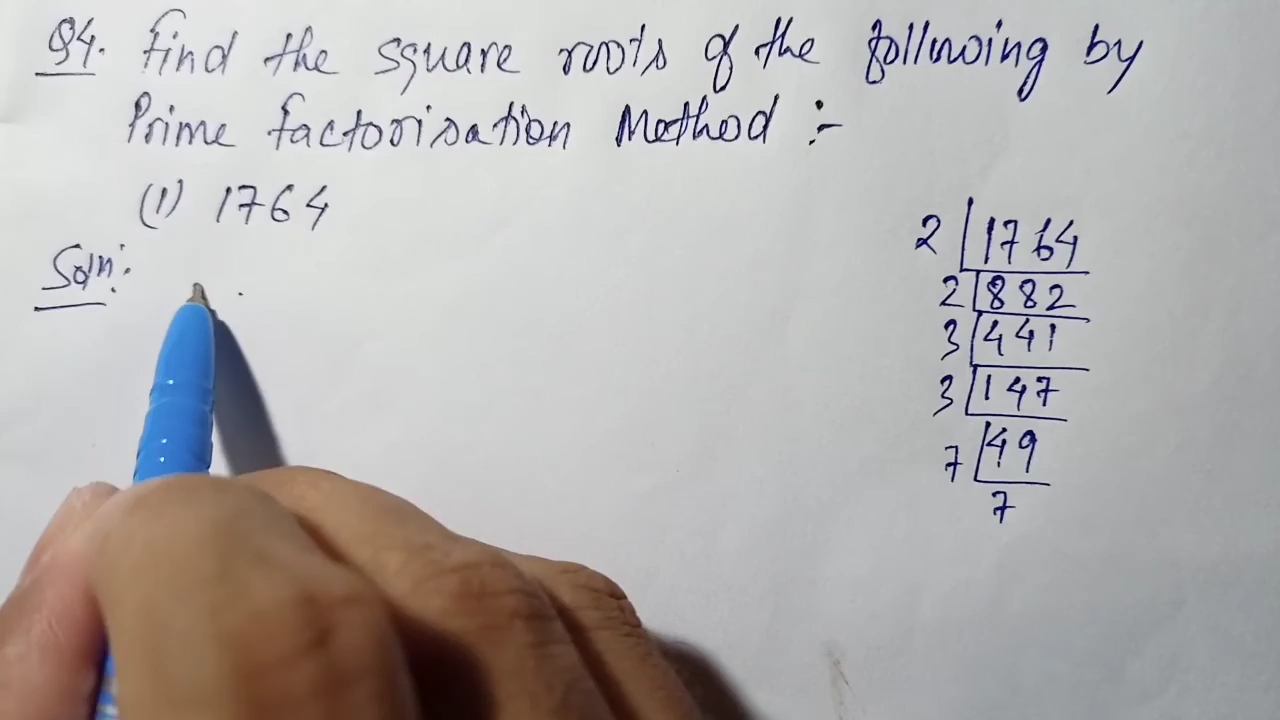 Q4. Find the square roots of the following by
Prime factorisation Method :-
(1) 1764
Soln:
2 1764
2 882
3 441
3 147
7 49
7